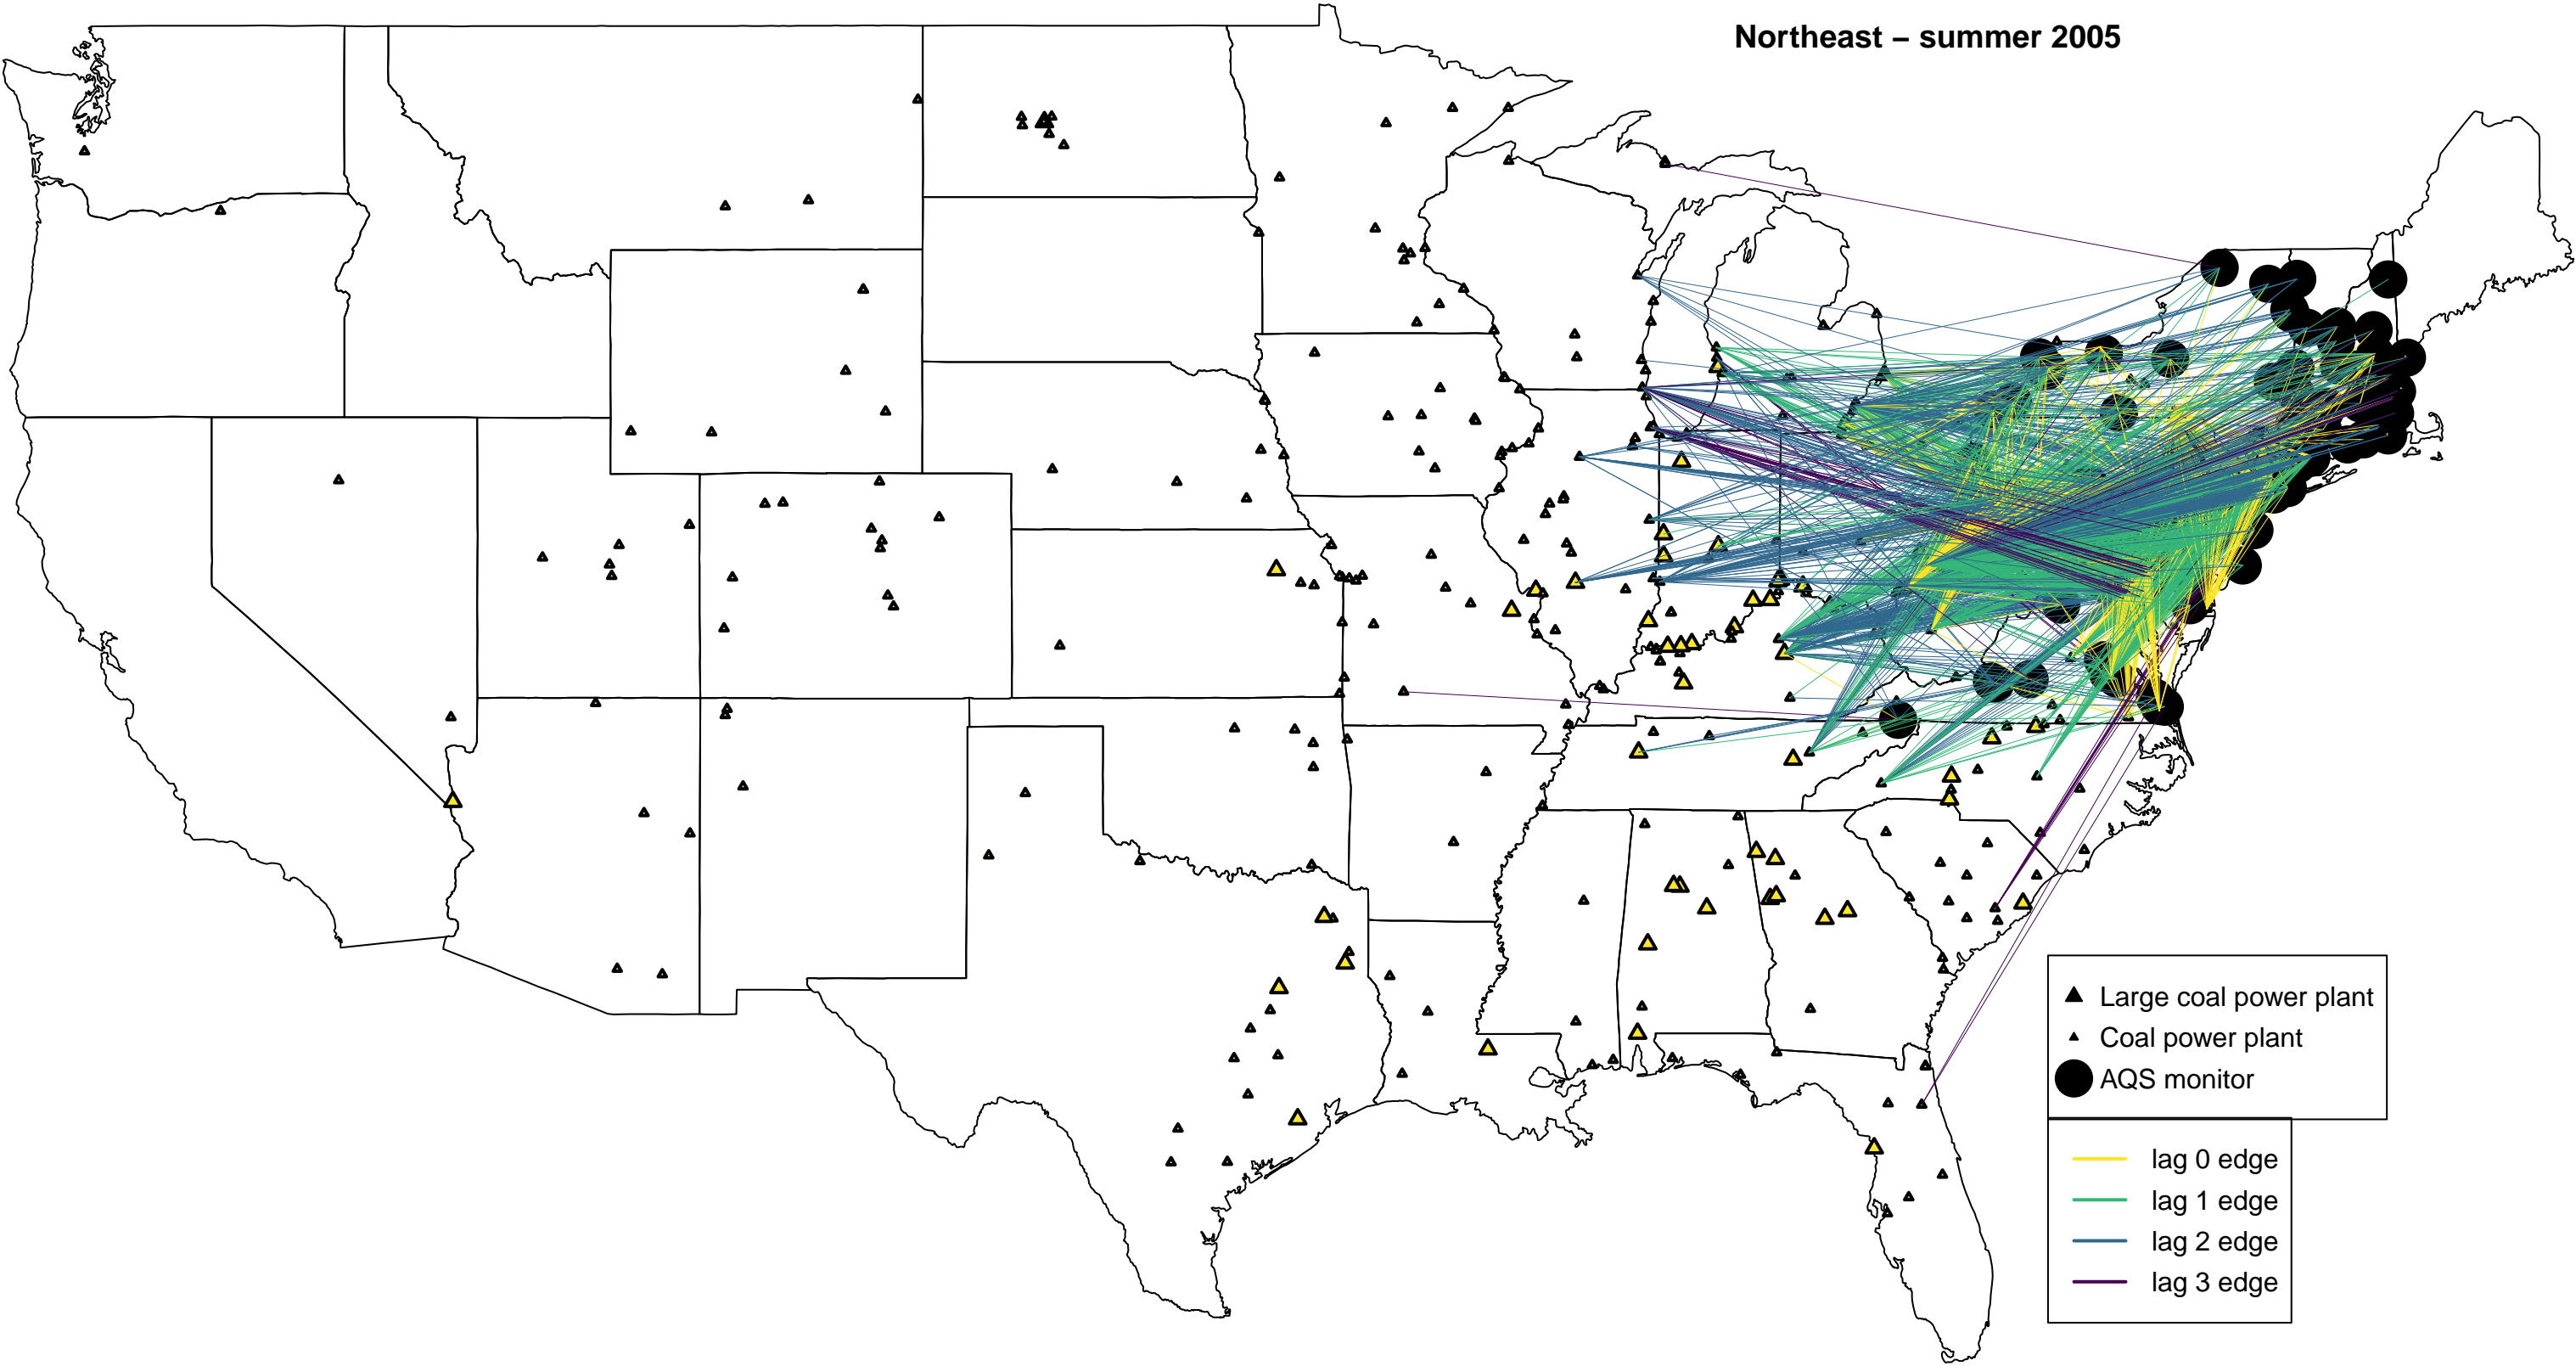 Northeast – summer 2005
Large coal power plant
Coal power plant
AQS monitor
lag 0 edge
lag 1 edge
lag 2 edge
lag 3 edge